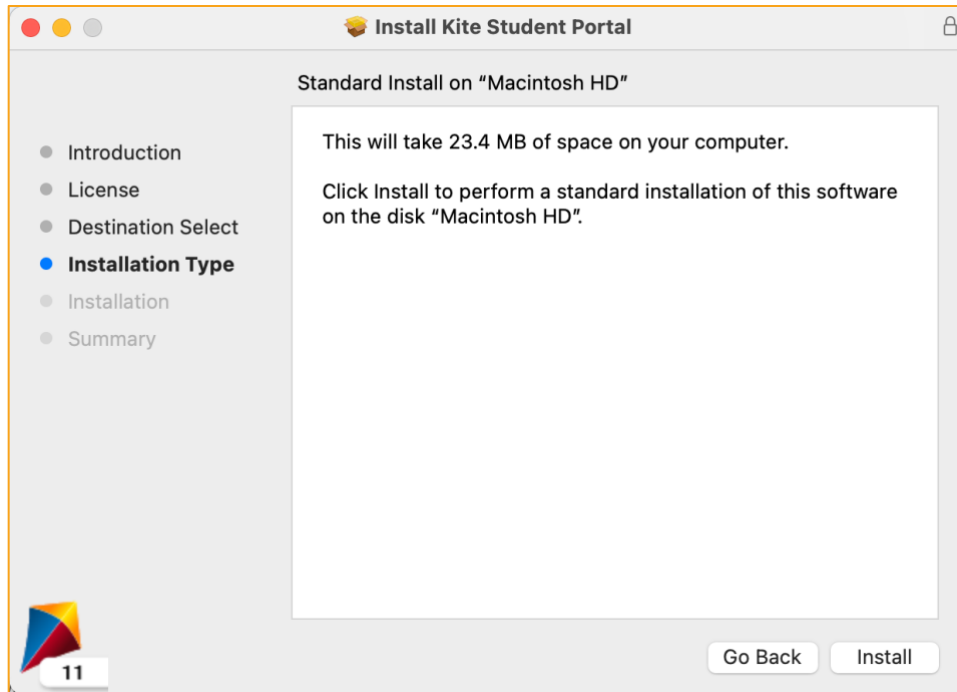 Install Kite Student Portal
Standard Install on “Macintosh HD”
Introduction
License
Destination Select
Installation Type
Installation
Summary
This will take 23.4 MB of space on your computer.
Click Install to perform a standard installation of this software
on the disk “Macintosh HD”.
11
Go Back
Install